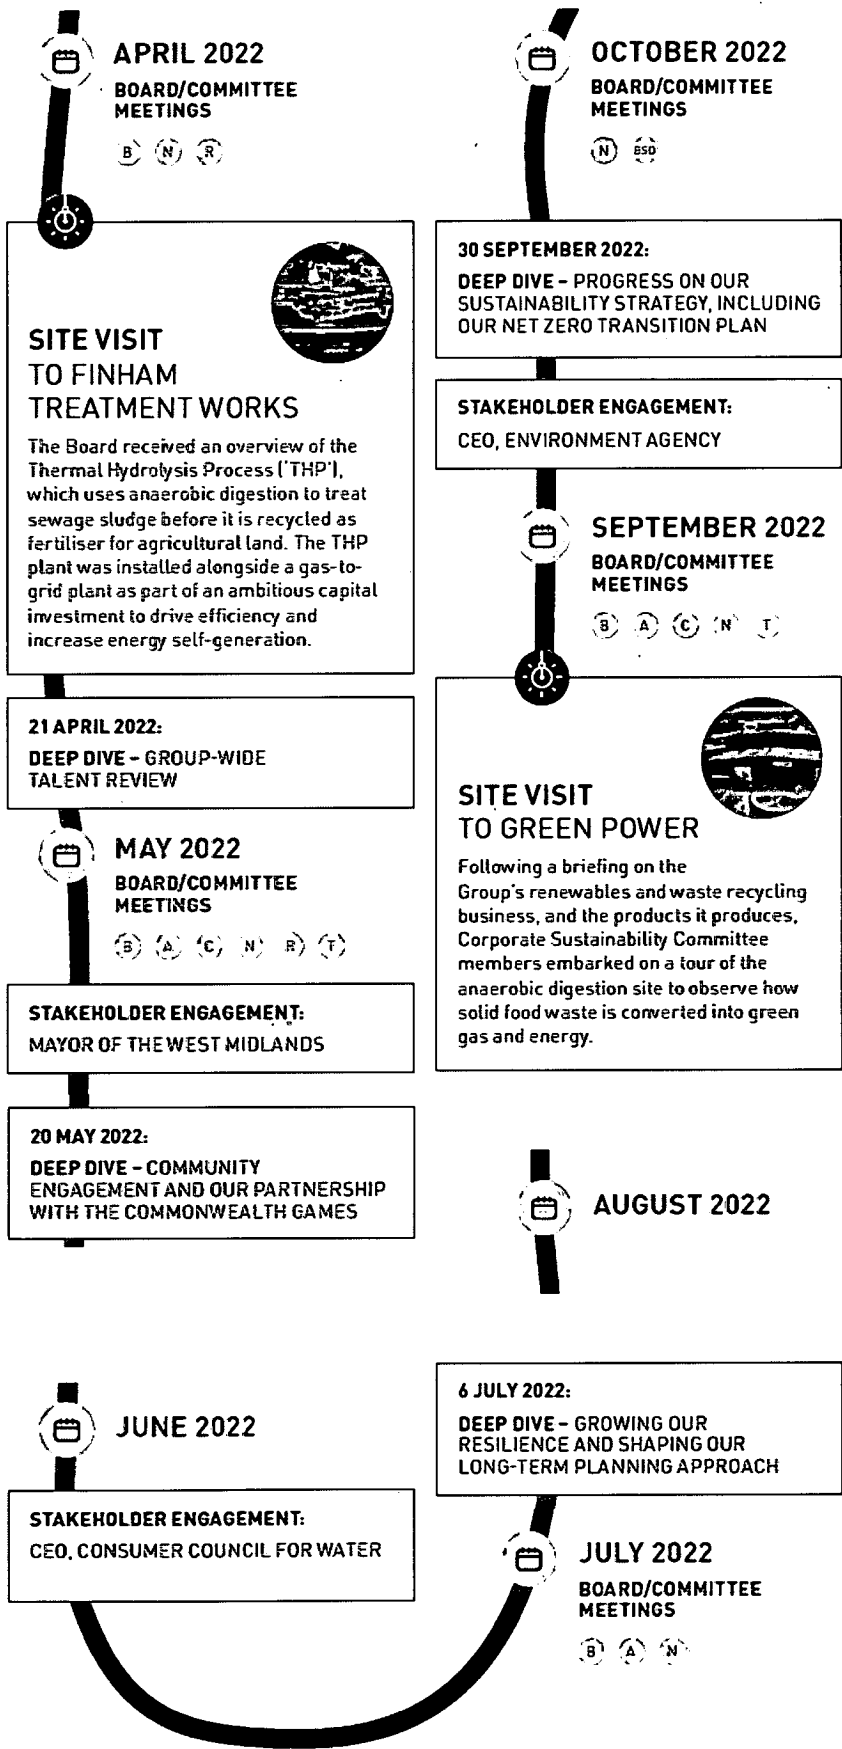 APRIL 2022
BOARD/COMMITTEE
MEETINGS
B N R
SITE VISIT
TO FINHAM
TREATMENT WORKS
The Board received an overview of the
Thermal Hydrolysis Process ('THP'),
which uses anaerobic digestion to treat
sewage sludge before it is recycled as
fertiliser for agricultural land. The THP
plant was installed alongside a gas-to-
grid plant as part of an ambitious capital
investment to drive efficiency and
increase energy self-generation.
21 APRIL 2022:
DEEP DIVE – GROUP-WIDE
TALENT REVIEW
MAY 2022
BOARD/COMMITTEE
MEETINGS
B A C N R T
STAKEHOLDER ENGAGEMENT:
MAYOR OF THE WEST MIDLANDS
20 MAY 2022:
DEEP DIVE – COMMUNITY
ENGAGEMENT AND OUR PARTNERSHIP
WITH THE COMMONWEALTH GAMES
JUNE 2022
STAKEHOLDER ENGAGEMENT:
CEO, CONSUMER COUNCIL FOR WATER
OCTOBER 2022
BOARD/COMMITTEE
MEETINGS
N BSD
30 SEPTEMBER 2022:
DEEP DIVE – PROGRESS ON OUR
SUSTAINABILITY STRATEGY, INCLUDING
OUR NET ZERO TRANSITION PLAN
STAKEHOLDER ENGAGEMENT:
CEO, ENVIRONMENT AGENCY
SEPTEMBER 2022
BOARD/COMMITTEE
MEETINGS
B A C N T
SITE VISIT
TO GREEN POWER
Following a briefing on the
Group's renewables and waste recycling
business, and the products it produces,
Corporate Sustainability Committee
members embarked on a tour of the
anaerobic digestion site to observe how
solid food waste is converted into green
gas and energy.
AUGUST 2022
6 JULY 2022:
DEEP DIVE – GROWING OUR
RESILIENCE AND SHAPING OUR
LONG-TERM PLANNING APPROACH
JULY 2022
BOARD/COMMITTEE
MEETINGS
B A N